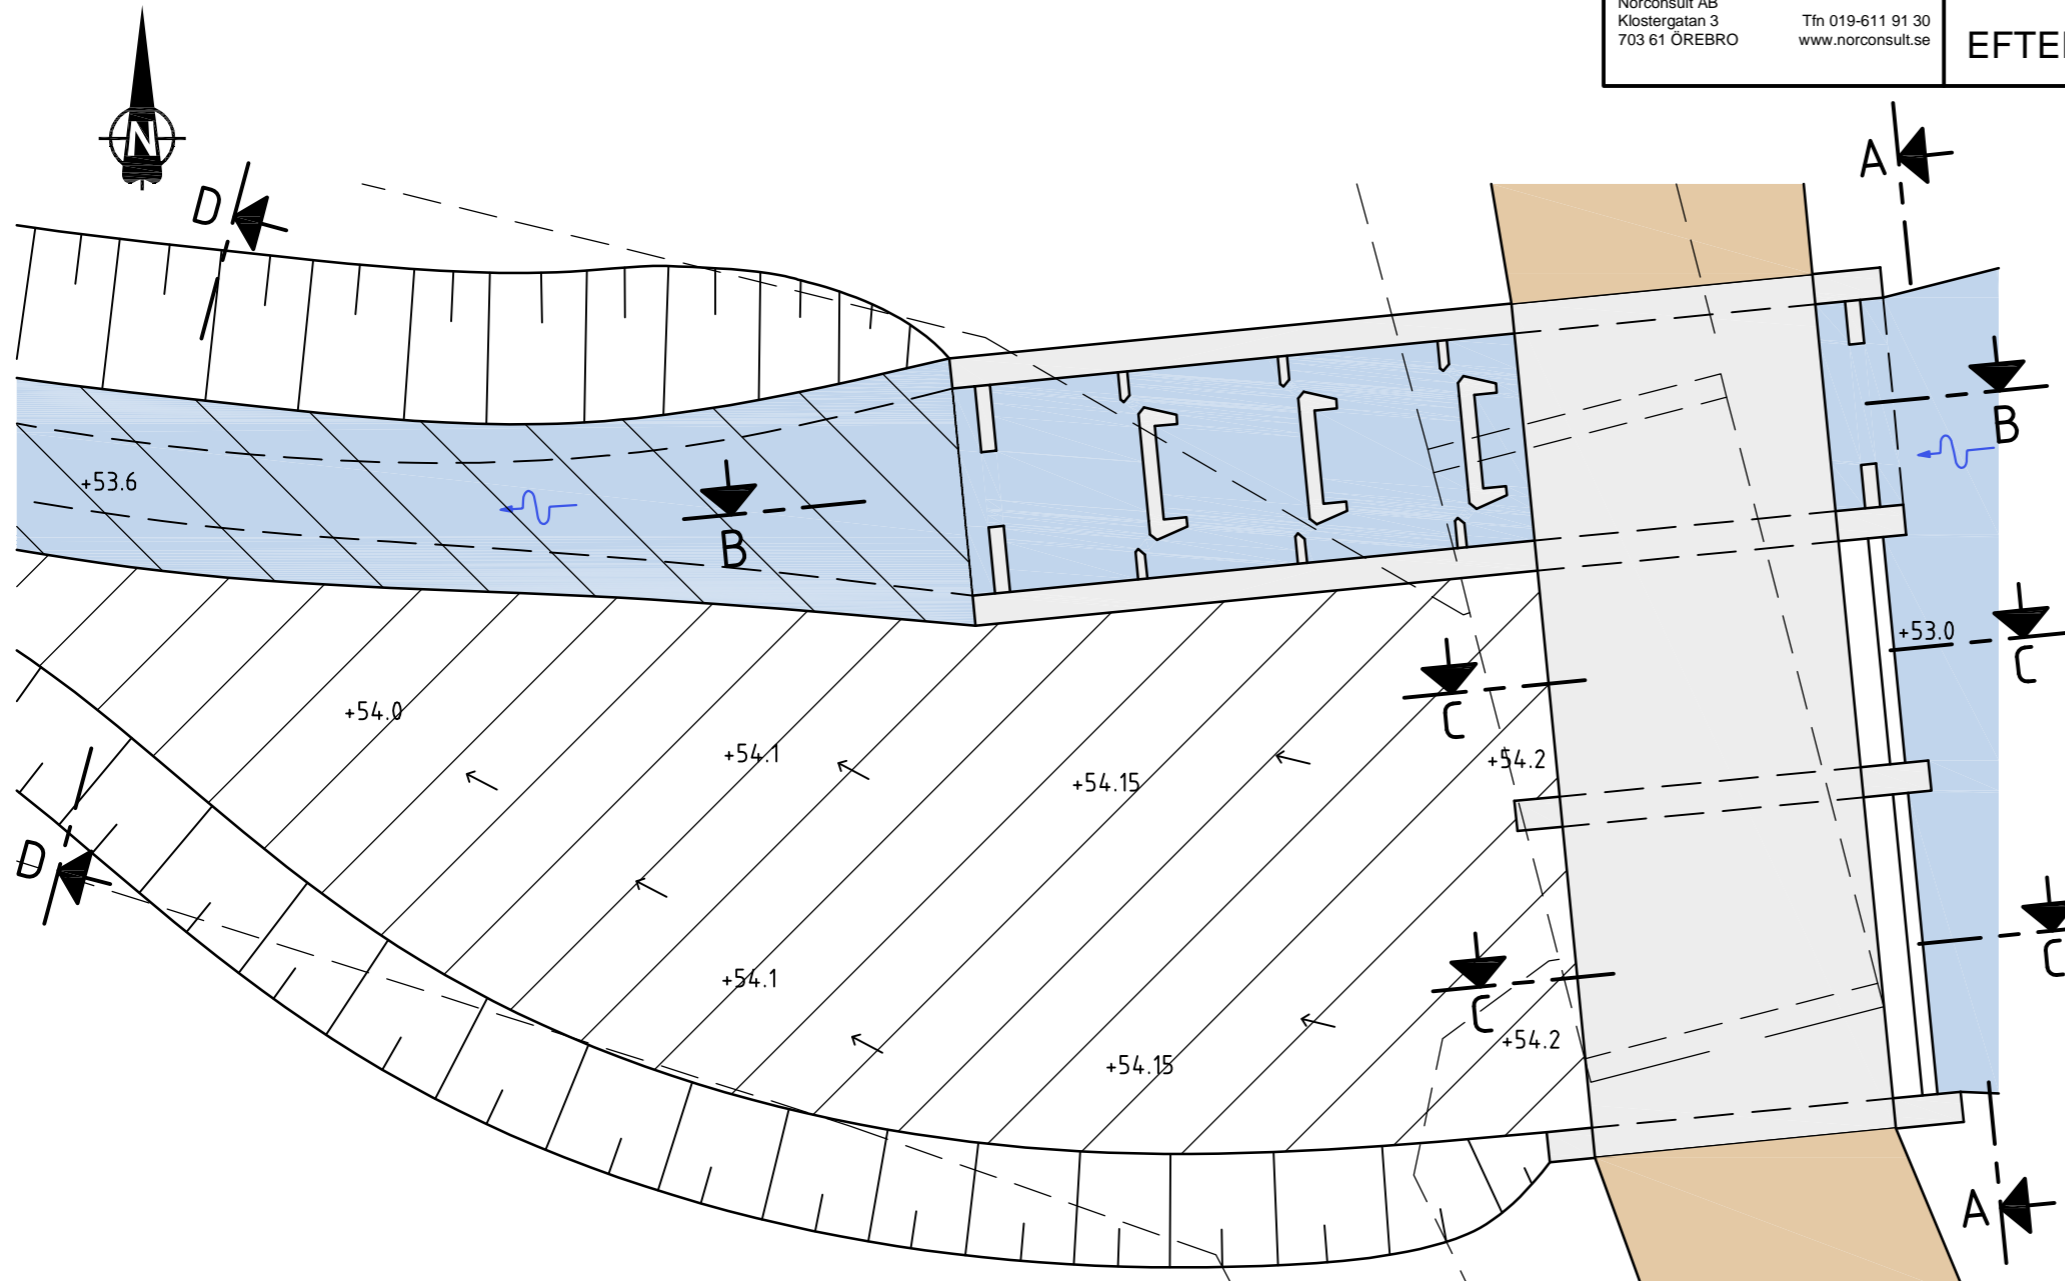 Norconsult AB
Klostergatan 3 Tfn 019-611 91 30
703 61 ÖREBRO www.norconsult.se
N
A
D
B
+53.6
B
+53.0
C
C
+54.0
+54.1
+54.2
+54.15
D
C
+54.1
C
+54.2
+54.15
A